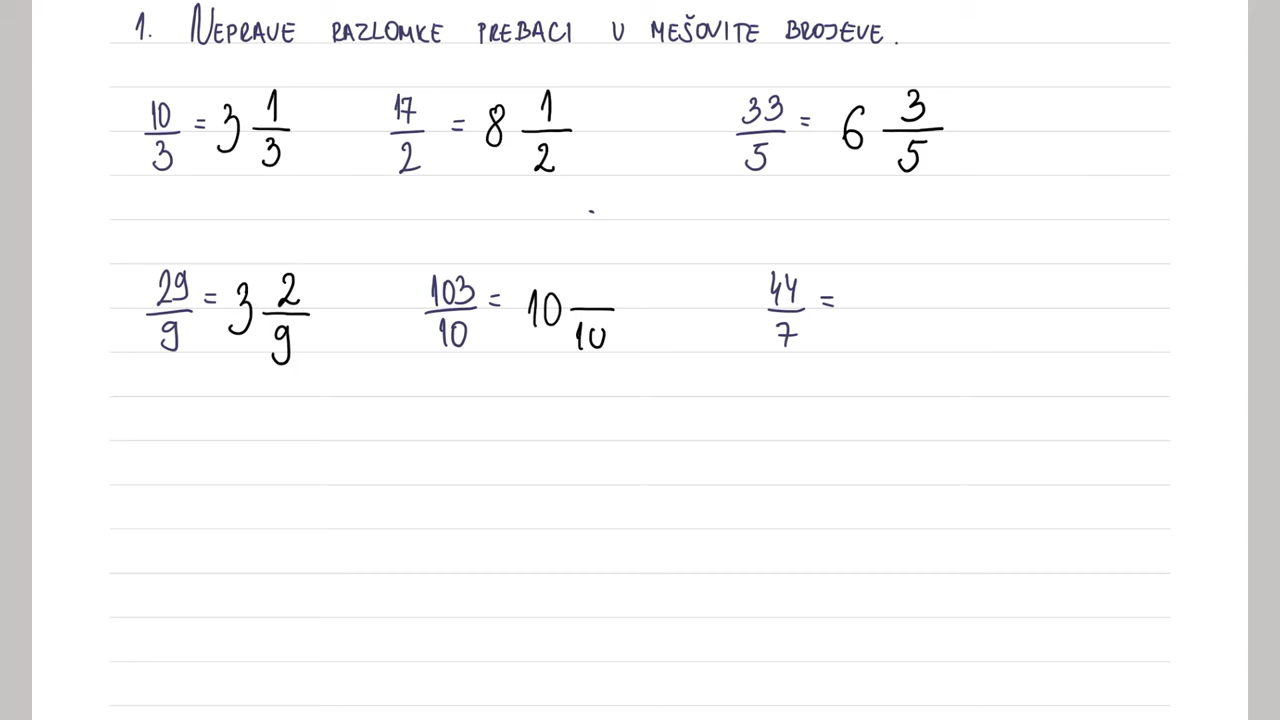 1. NEPRAVE RAZLOMKE PREBACI U MEŠOVITE BROJEVE.
10/3 = 3 1/3 17/2 = 8 1/2 33/5 = 6 3/5
29/9 = 3 2/9 103/10 = 10 /10 44/7 =